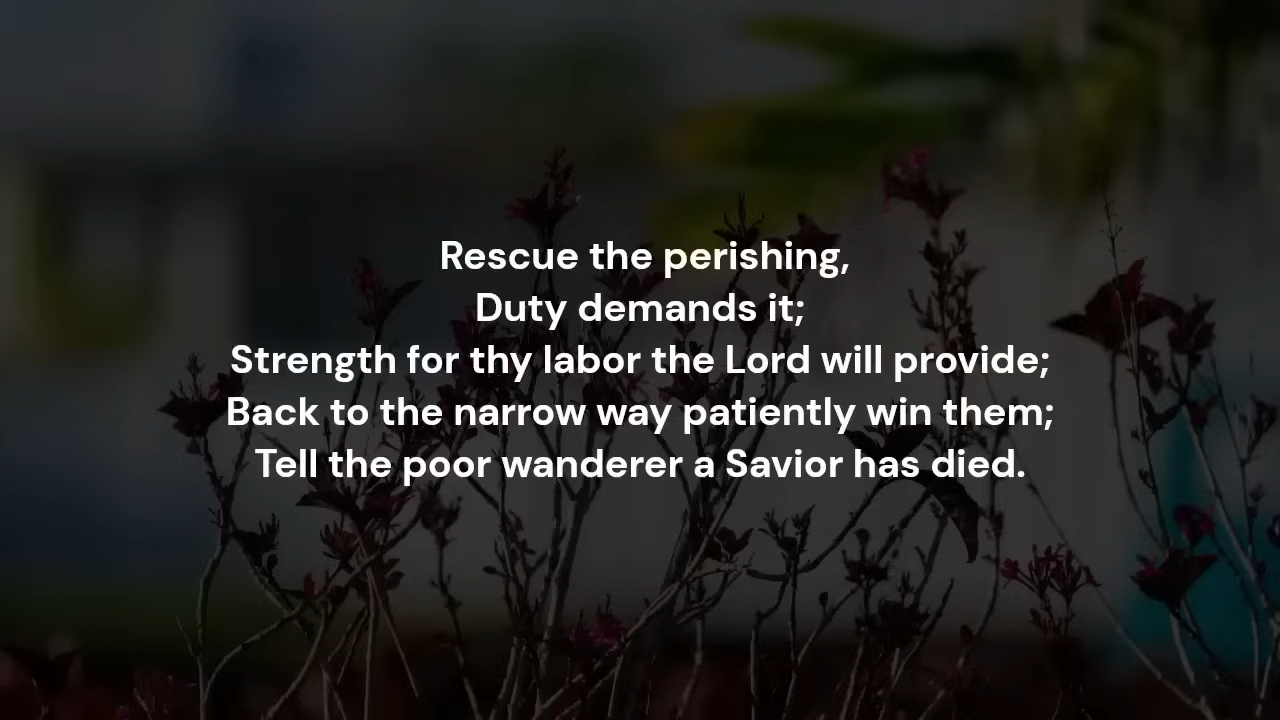 Rescue the perishing,
Duty demands it;
Strength for thy labor the Lord will provide;
Back to the narrow way patiently win them;
Tell the poor wanderer a Savior has died.